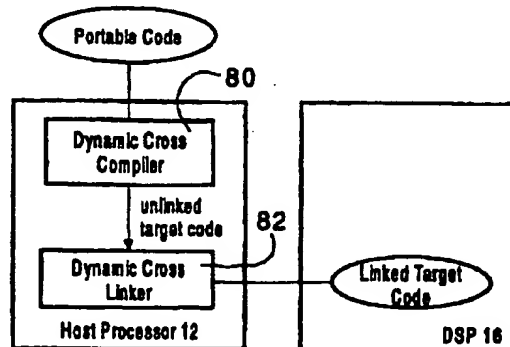 Portable Code
80
Dynamic Cross
Compiler
unlinked
target code
82
Dynamic Cross
Linker
Linked Target
Code
Host Processor 12
DSP 16